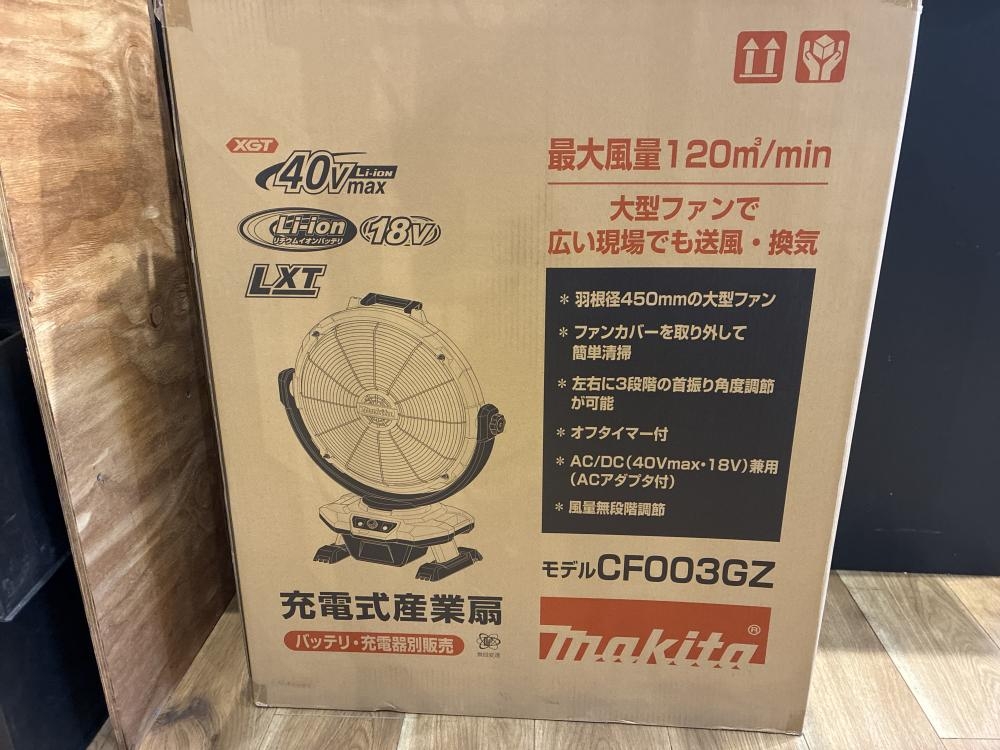 XGT
40Vmax Li-ion
Li-ion 18V
リチウムイオンバッテリ
LXT
最大風量120m³/min
大型ファンで
広い現場でも送風・換気
* 羽根径450mmの大型ファン
* ファンカバーを取り外して
簡単清掃
* 左右に3段階の首振り角度調節
が可能
* オフタイマー付
* AC/DC(40Vmax・18V)兼用
(ACアダプタ付)
* 風量無段階調節
makita
モデルCF003GZ
充電式産業扇
バッテリ・充電器別販売
無段変速
makita®